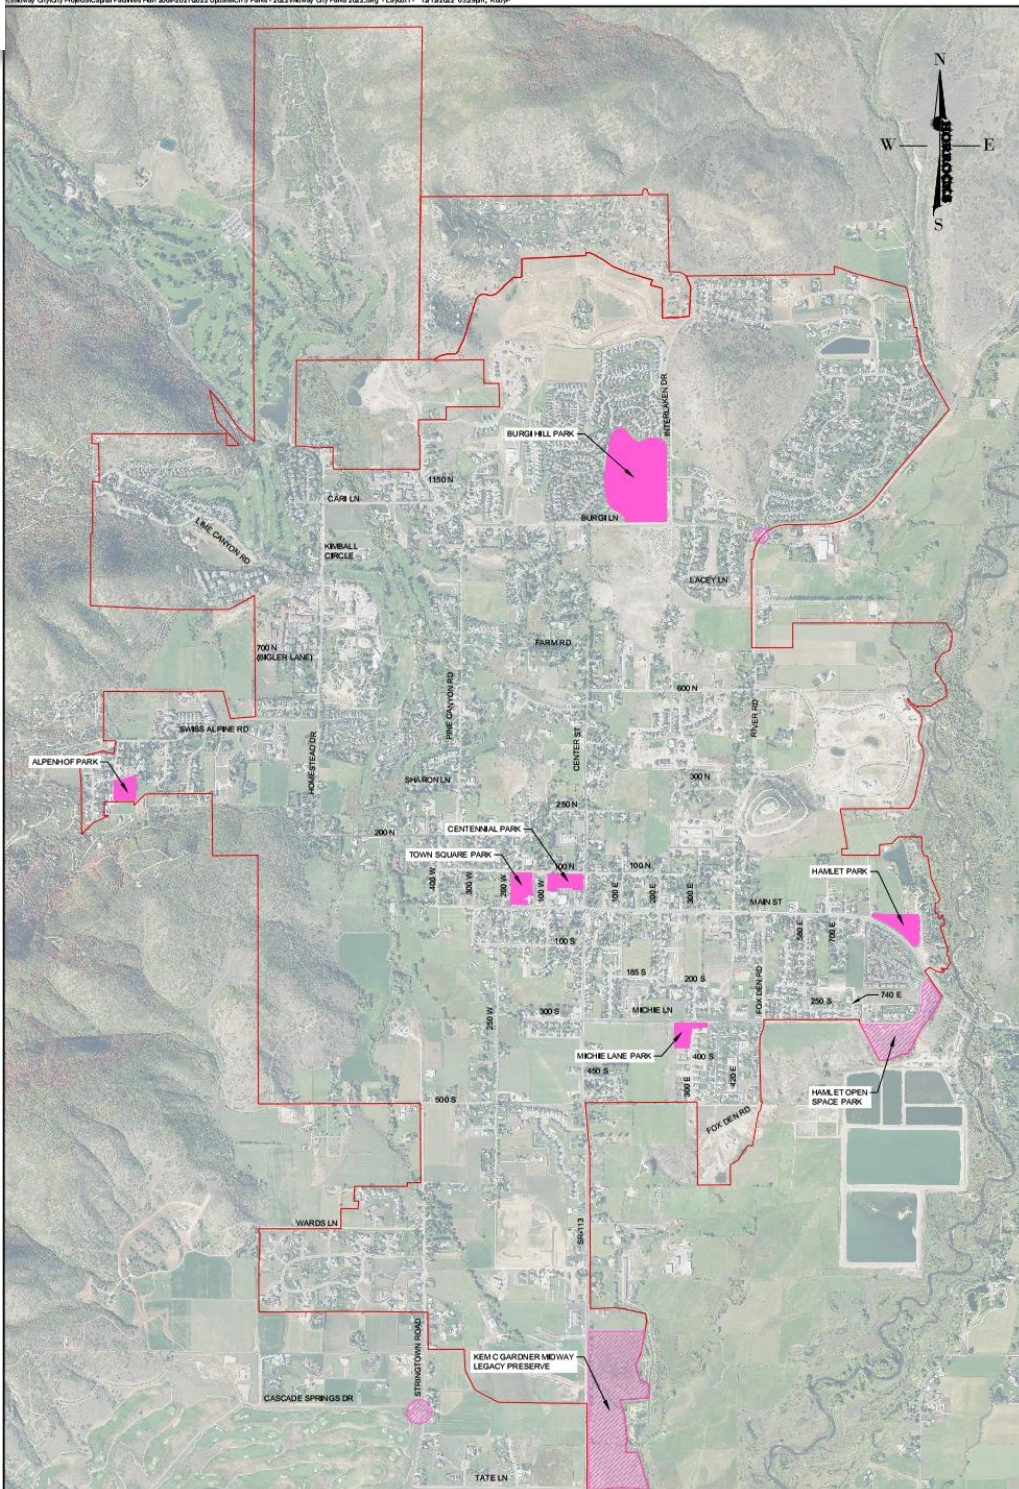 N
W
E
HORROCKS
S
INTERLAKEN DR
BURGI HILL PARK
1150 N
CARI LN
BURGI LN
LIME CANYON RD
KIMBALL
CIRCLE
LACEY LN
FARM RD
700 N
(BIGLER LANE)
600 N
PINE CANYON RD
RIVER RD
SWISS ALPINE RD
HOMESTEAD DR
CENTER ST
ALPENHOF PARK
SHARON LN
300 N
250 N
200 N
CENTENNIAL PARK
TOWN SQUARE PARK
100 N
100 N
HAMLET PARK
400 W
300 W
200 W
100 W
100 E
200 E
300 E
MAIN ST
580 E
700 E
100 S
185 S
200 S
FOX DEN RD
740 E
250 S
250 W
300 S
MICHIE LN
MICHIE LANE PARK
400 S
450 S
300 E
420 E
HAMLET OPEN
SPACE PARK
500 S
FOX DEN RD
WARDS LN
SR-113
STRINGTOWN ROAD
KEM C GARDNER MIDWAY
LEGACY PRESERVE
CASCADE SPRINGS DR
TATE LN